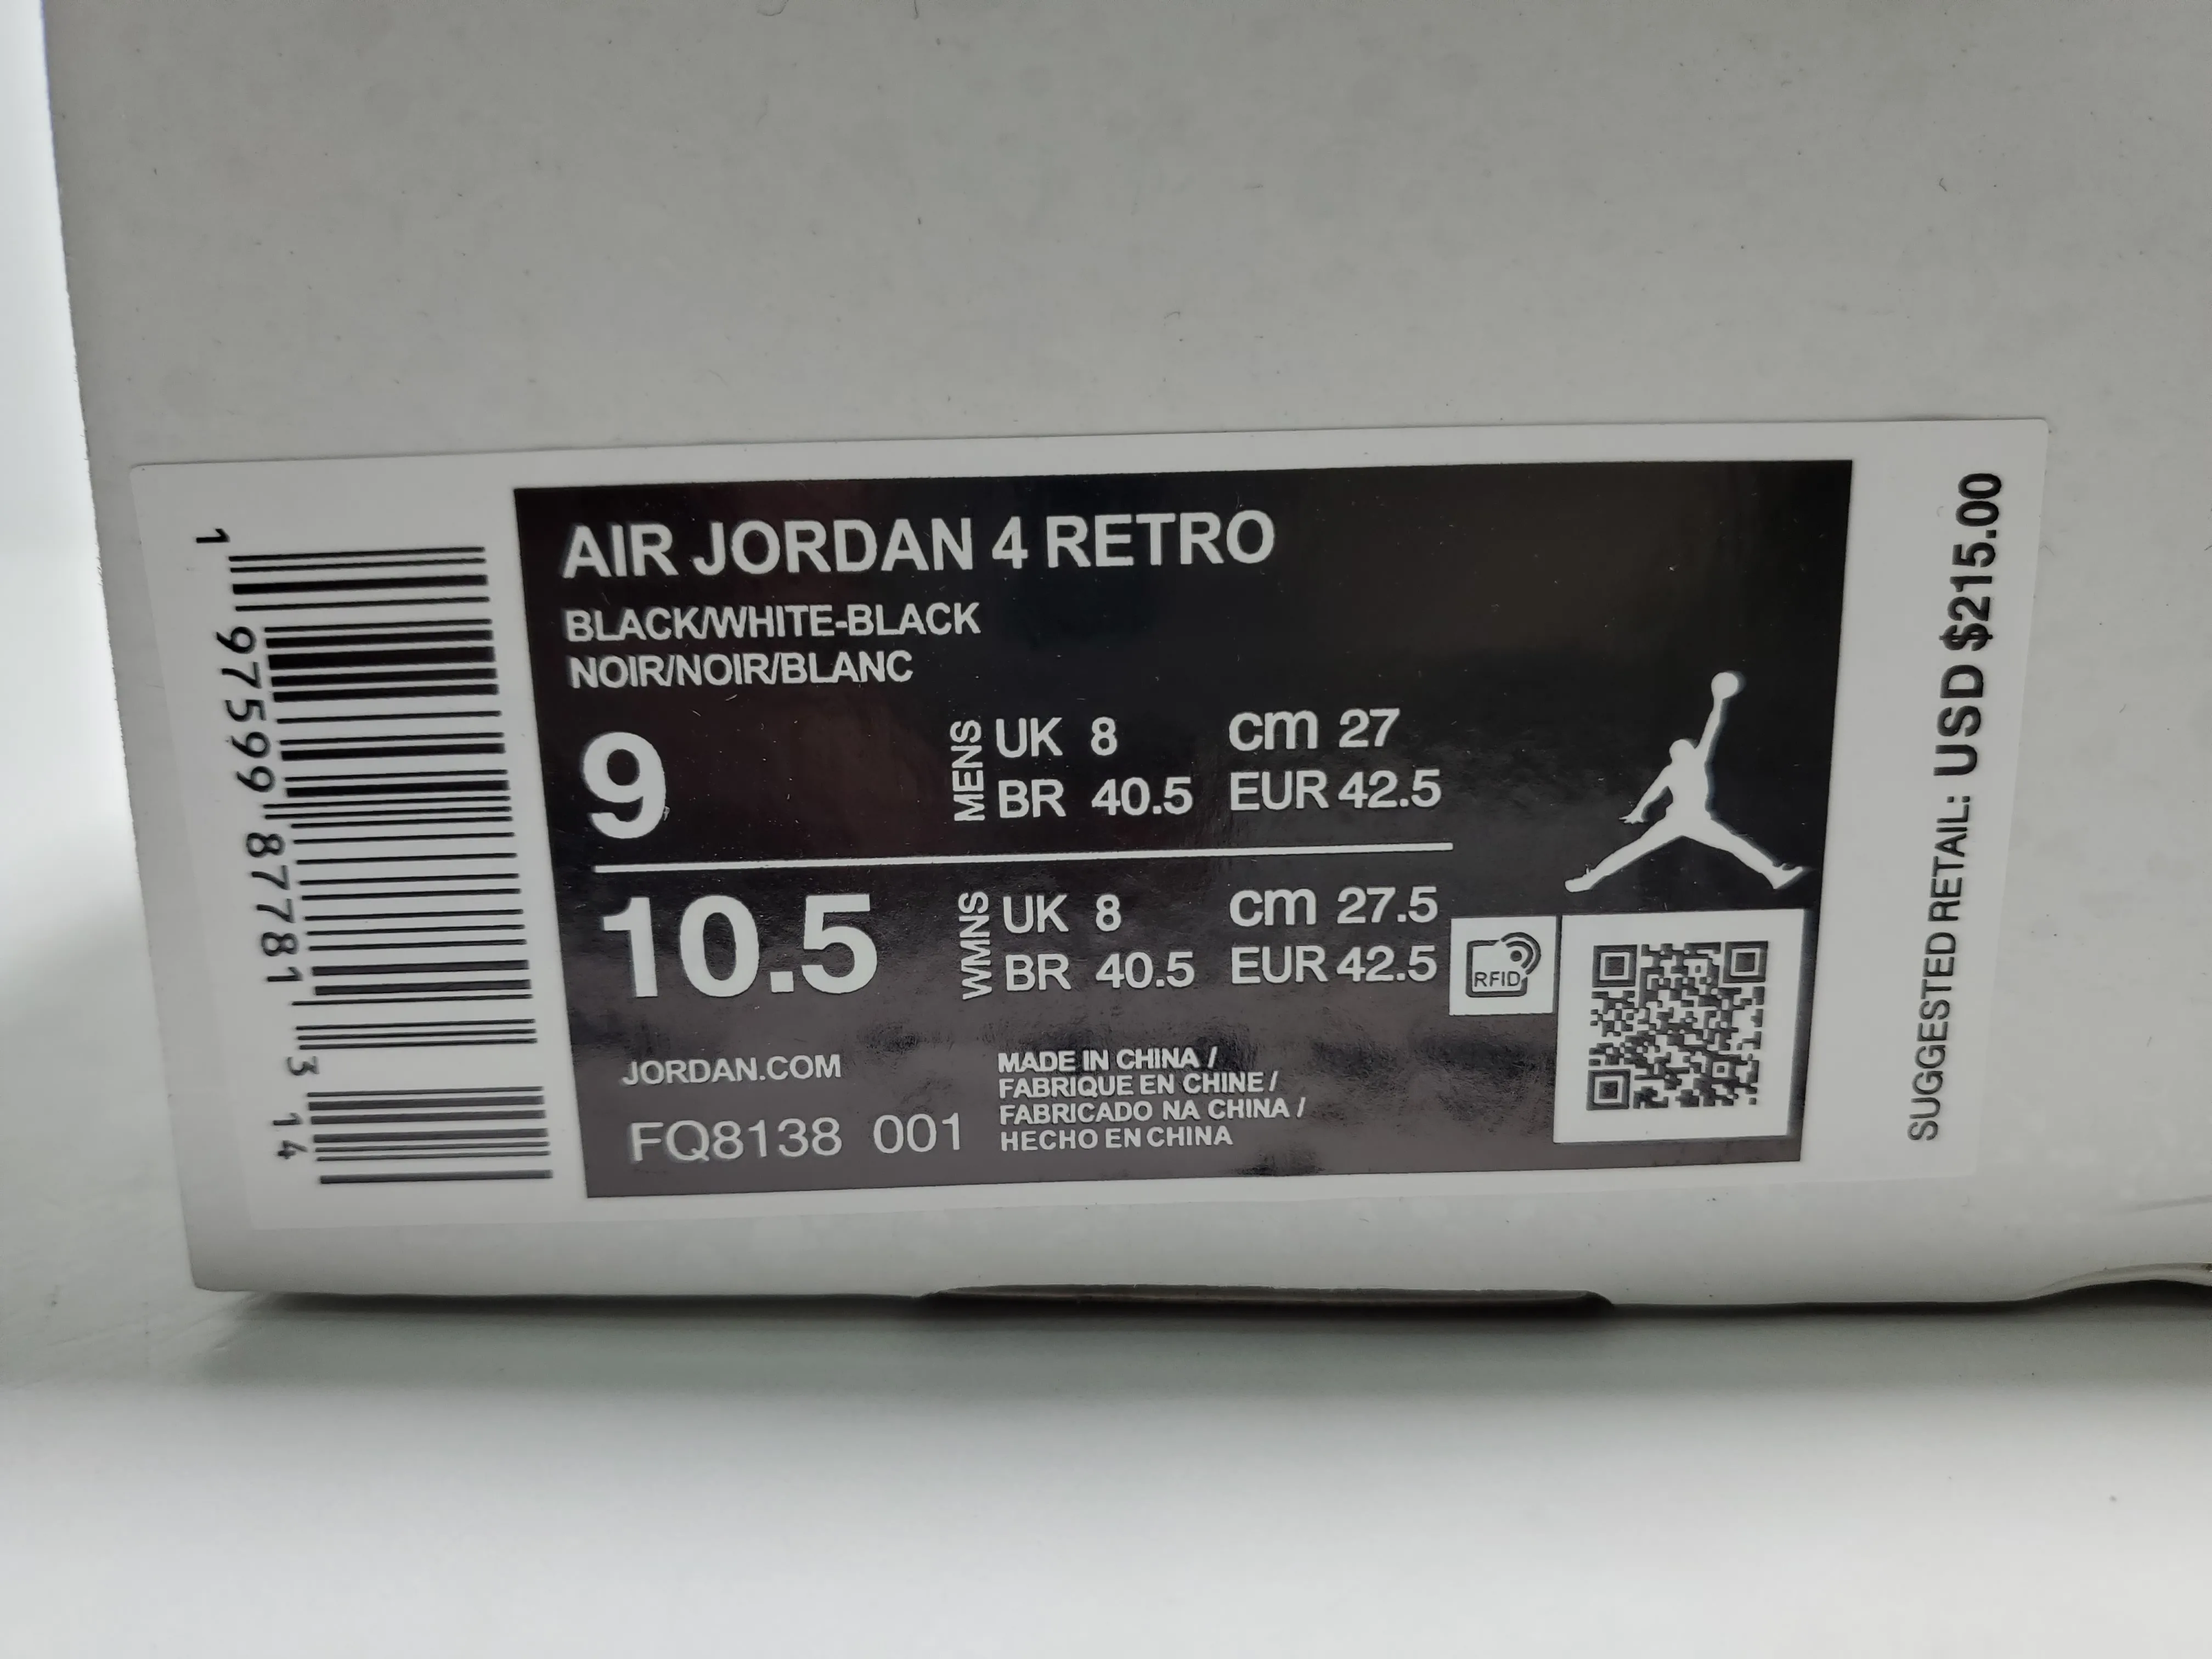 AIR JORDAN 4 RETRO
BLACK/WHITE-BLACK
NOIR/NOIR/BLANC
9
MENS
UK 8 cm 27
BR 40.5 EUR 42.5
10.5
WMNS
UK 8 cm 27.5
BR 40.5 EUR 42.5
RFID
JORDAN.COM
FQ8138 001
MADE IN CHINA /
FABRIQUE EN CHINE /
FABRICADO NA CHINA /
HECHO EN CHINA
1 97599 87781 3 14
SUGGESTED RETAIL: USD $215.00